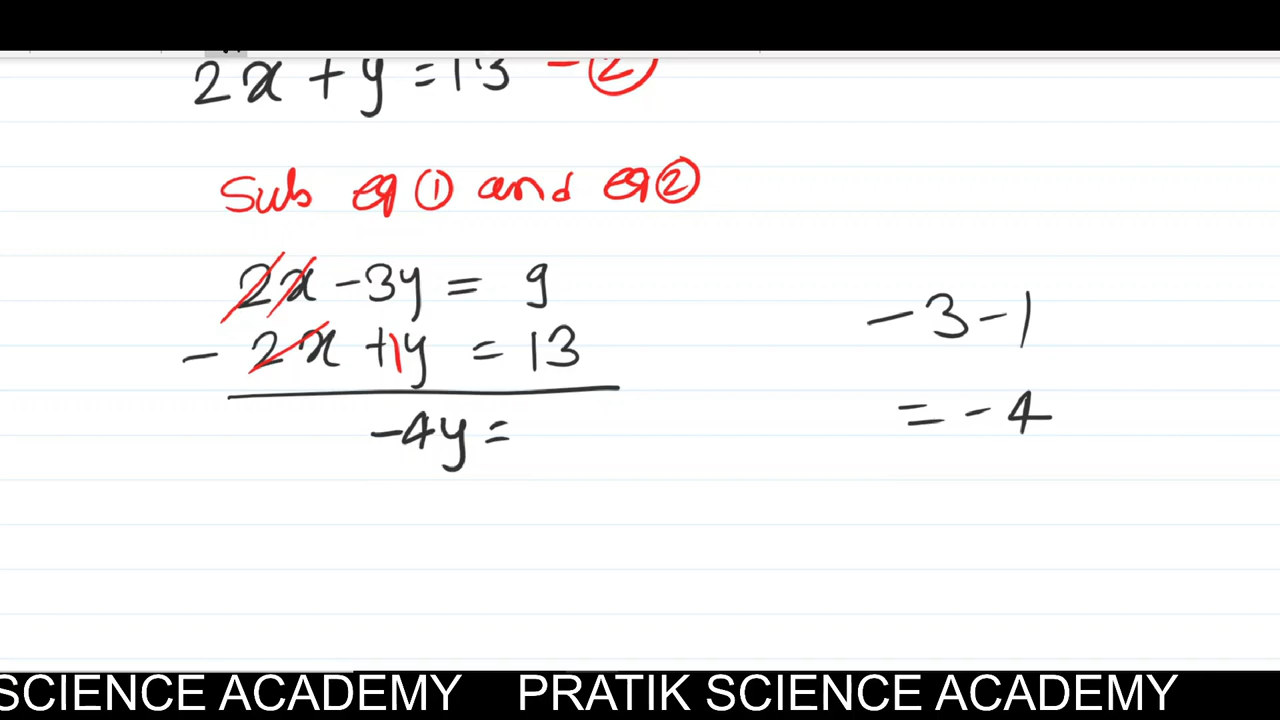 2x + y = 13 - ②
Sub eq ① and eq ②
2x - 3y = 9
- 2x + 1y = 13
-4y =
-3-1
= -4
SCIENCE ACADEMY PRATIK SCIENCE ACADEMY